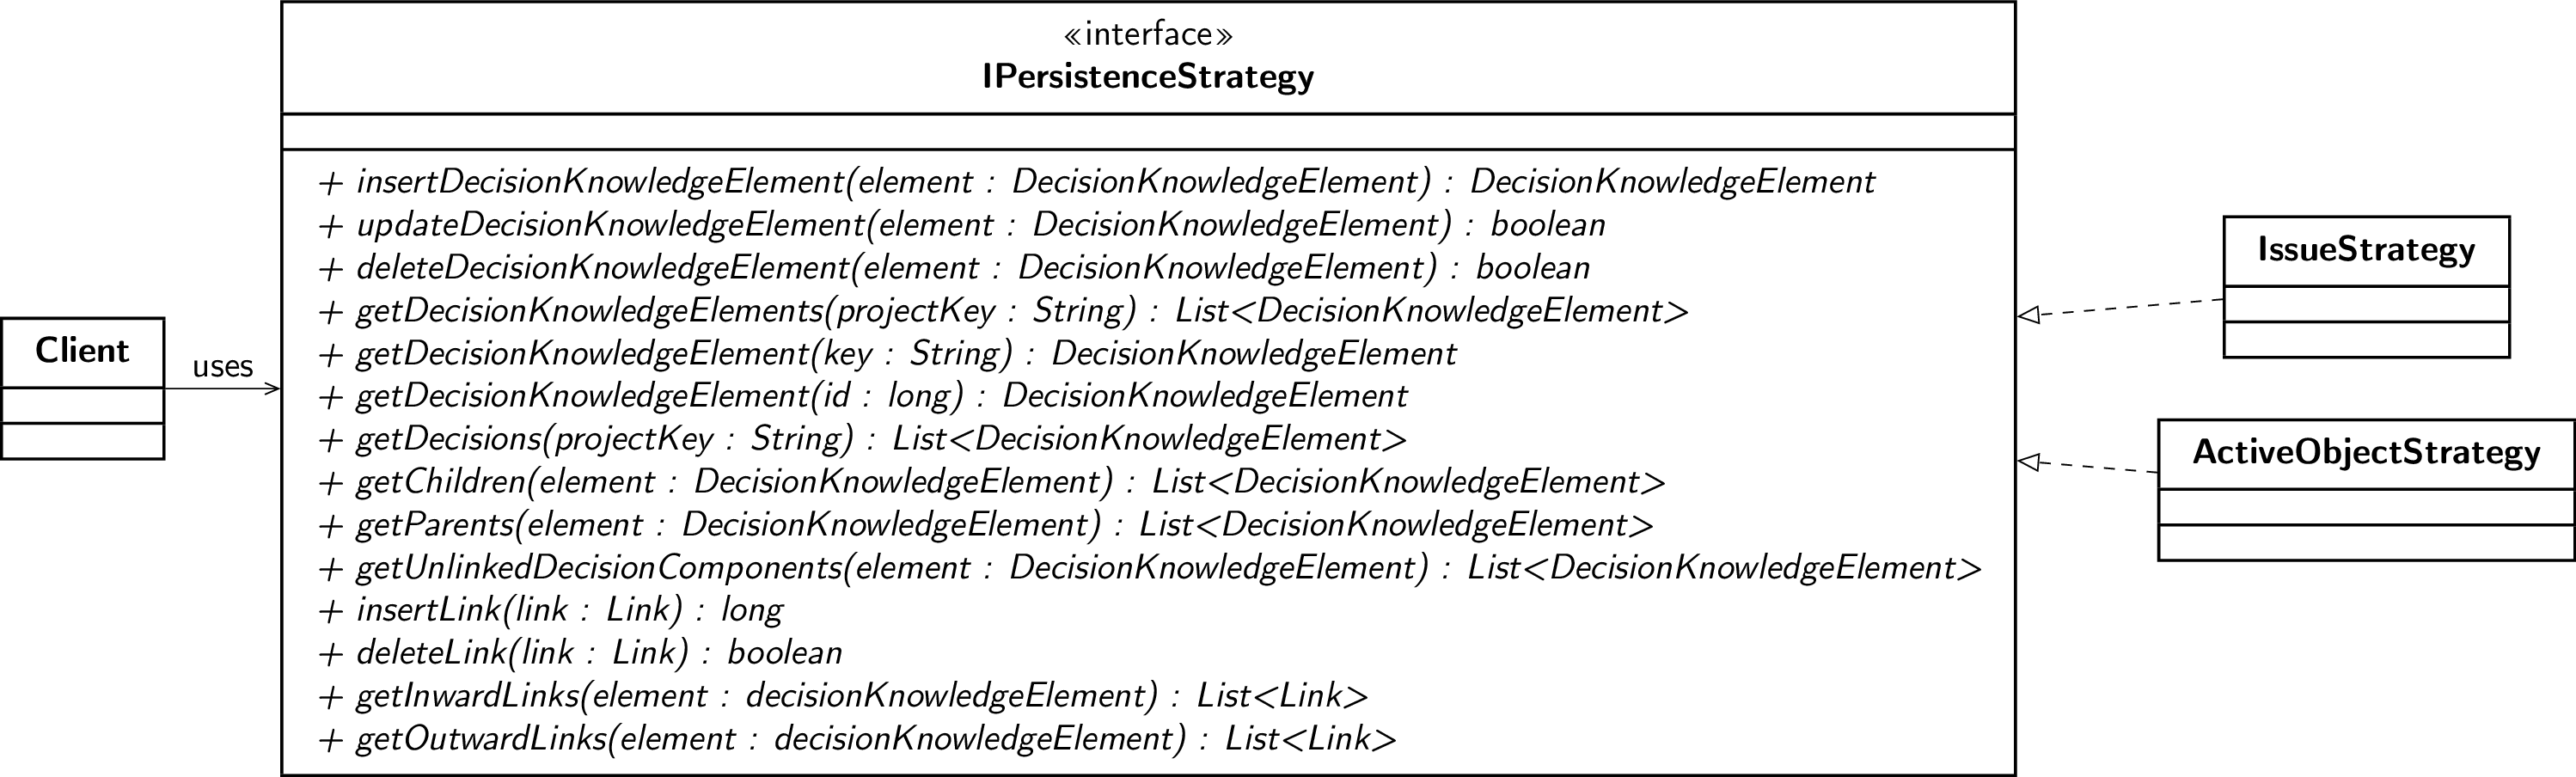 Client
uses
«interface»
IPersistenceStrategy
+ insertDecisionKnowledgeElement(element : DecisionKnowledgeElement) : DecisionKnowledgeElement
+ updateDecisionKnowledgeElement(element : DecisionKnowledgeElement) : boolean
+ deleteDecisionKnowledgeElement(element : DecisionKnowledgeElement) : boolean
+ getDecisionKnowledgeElements(projectKey : String) : List<DecisionKnowledgeElement>
+ getDecisionKnowledgeElement(key : String) : DecisionKnowledgeElement
+ getDecisionKnowledgeElement(id : long) : DecisionKnowledgeElement
+ getDecisions(projectKey : String) : List<DecisionKnowledgeElement>
+ getChildren(element : DecisionKnowledgeElement) : List<DecisionKnowledgeElement>
+ getParents(element : DecisionKnowledgeElement) : List<DecisionKnowledgeElement>
+ getUnlinkedDecisionComponents(element : DecisionKnowledgeElement) : List<DecisionKnowledgeElement>
+ insertLink(link : Link) : long
+ deleteLink(link : Link) : boolean
+ getInwardLinks(element : decisionKnowledgeElement) : List<Link>
+ getOutwardLinks(element : decisionKnowledgeElement) : List<Link>
IssueStrategy
ActiveObjectStrategy